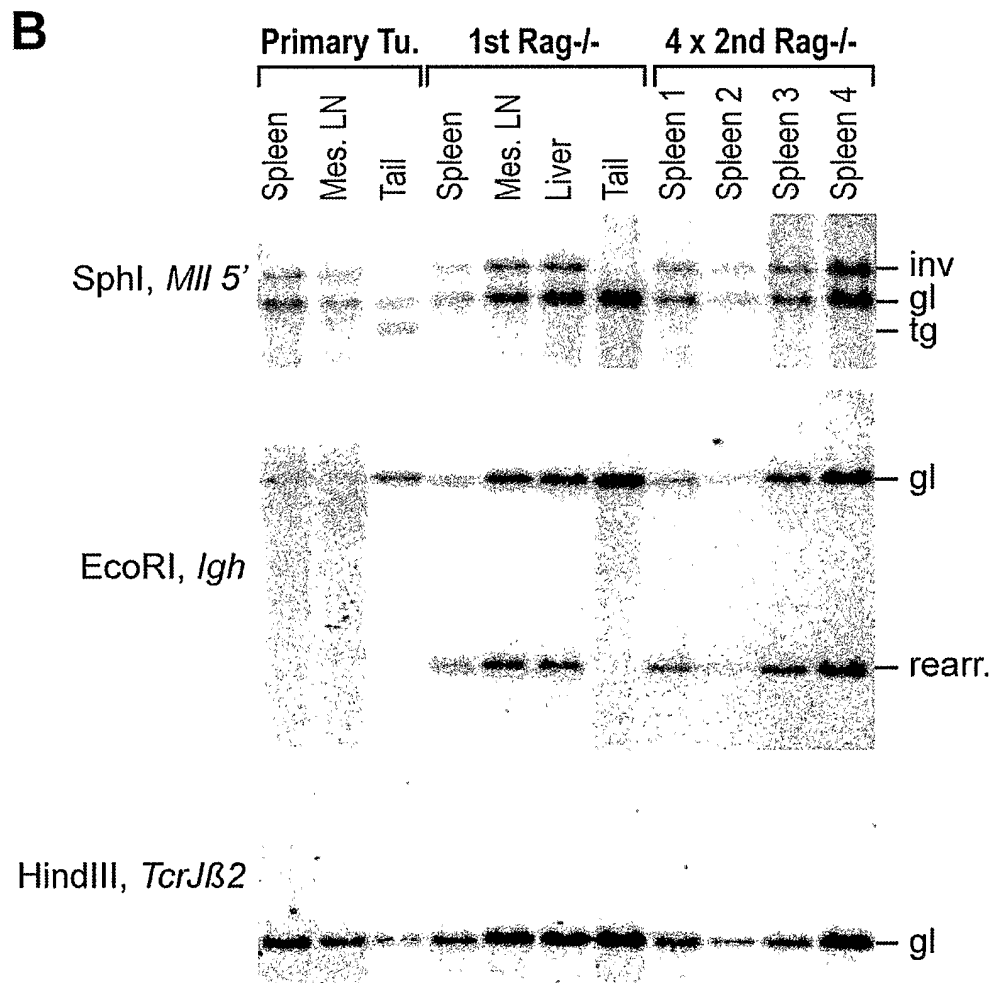 B
Primary Tu. 1st Rag-/- 4 x 2nd Rag-/-
Spleen Mes. LN Tail Spleen Mes. LN Liver Tail Spleen 1 Spleen 2 Spleen 3 Spleen 4
SphI, Mll 5’
inv
gl
tg
EcoRI, Igh
gl
rearr.
HindIII, TcrJß2
gl